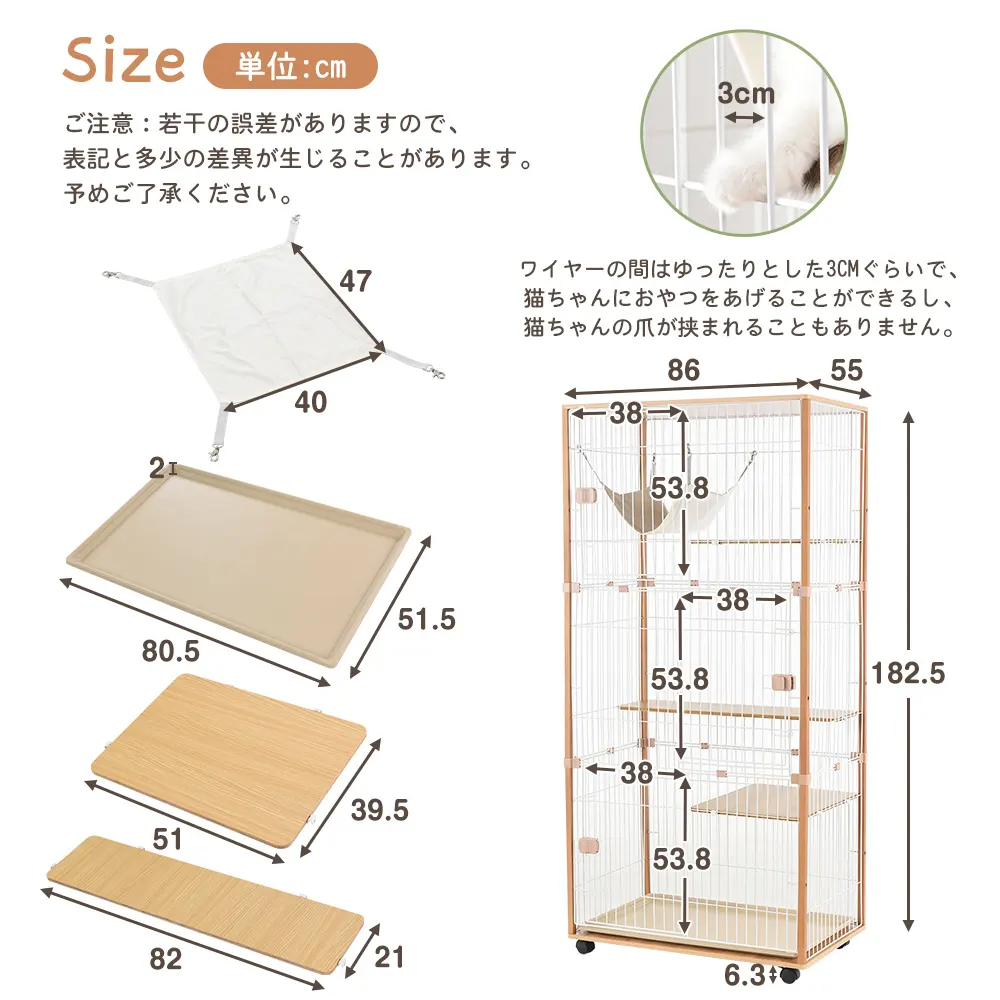 Size 単位:cm
ご注意：若干の誤差がありますので、
表記と多少の差異が生じることがあります。
予めご了承ください。
3cm
ワイヤーの間はゆったりとした3CMぐらいで、
猫ちゃんにおやつをあげることができるし、
猫ちゃんの爪が挟まれることもありません。
47
40
2
80.5
51.5
51
39.5
82
21
86
55
38
53.8
38
53.8
182.5
38
53.8
6.3